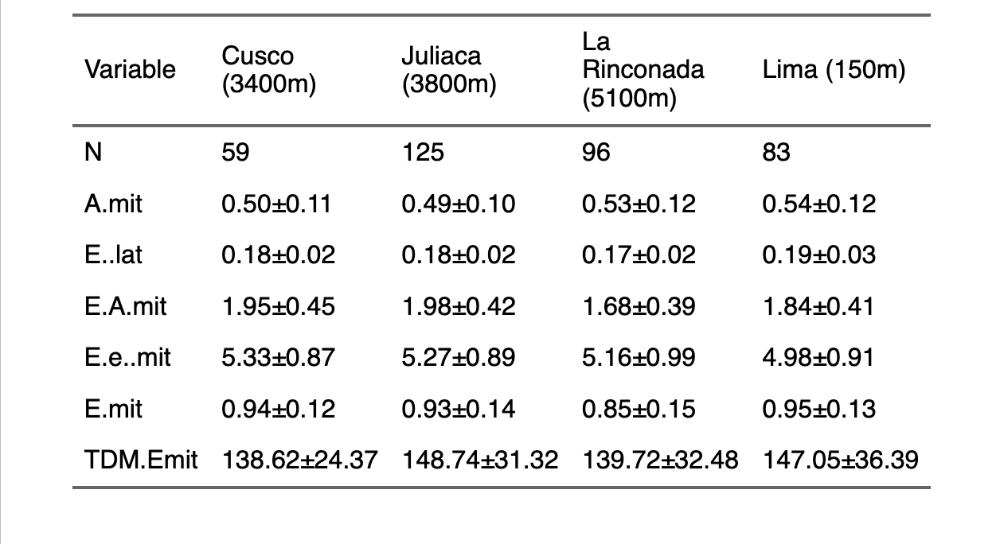 Variable Cusco (3400m) Juliaca (3800m) La Rinconada (5100m) Lima (150m)
N 59 125 96 83
A.mit 0.50±0.11 0.49±0.10 0.53±0.12 0.54±0.12
E..lat 0.18±0.02 0.18±0.02 0.17±0.02 0.19±0.03
E.A.mit 1.95±0.45 1.98±0.42 1.68±0.39 1.84±0.41
E.e..mit 5.33±0.87 5.27±0.89 5.16±0.99 4.98±0.91
E.mit 0.94±0.12 0.93±0.14 0.85±0.15 0.95±0.13
TDM.Emit 138.62±24.37 148.74±31.32 139.72±32.48 147.05±36.39